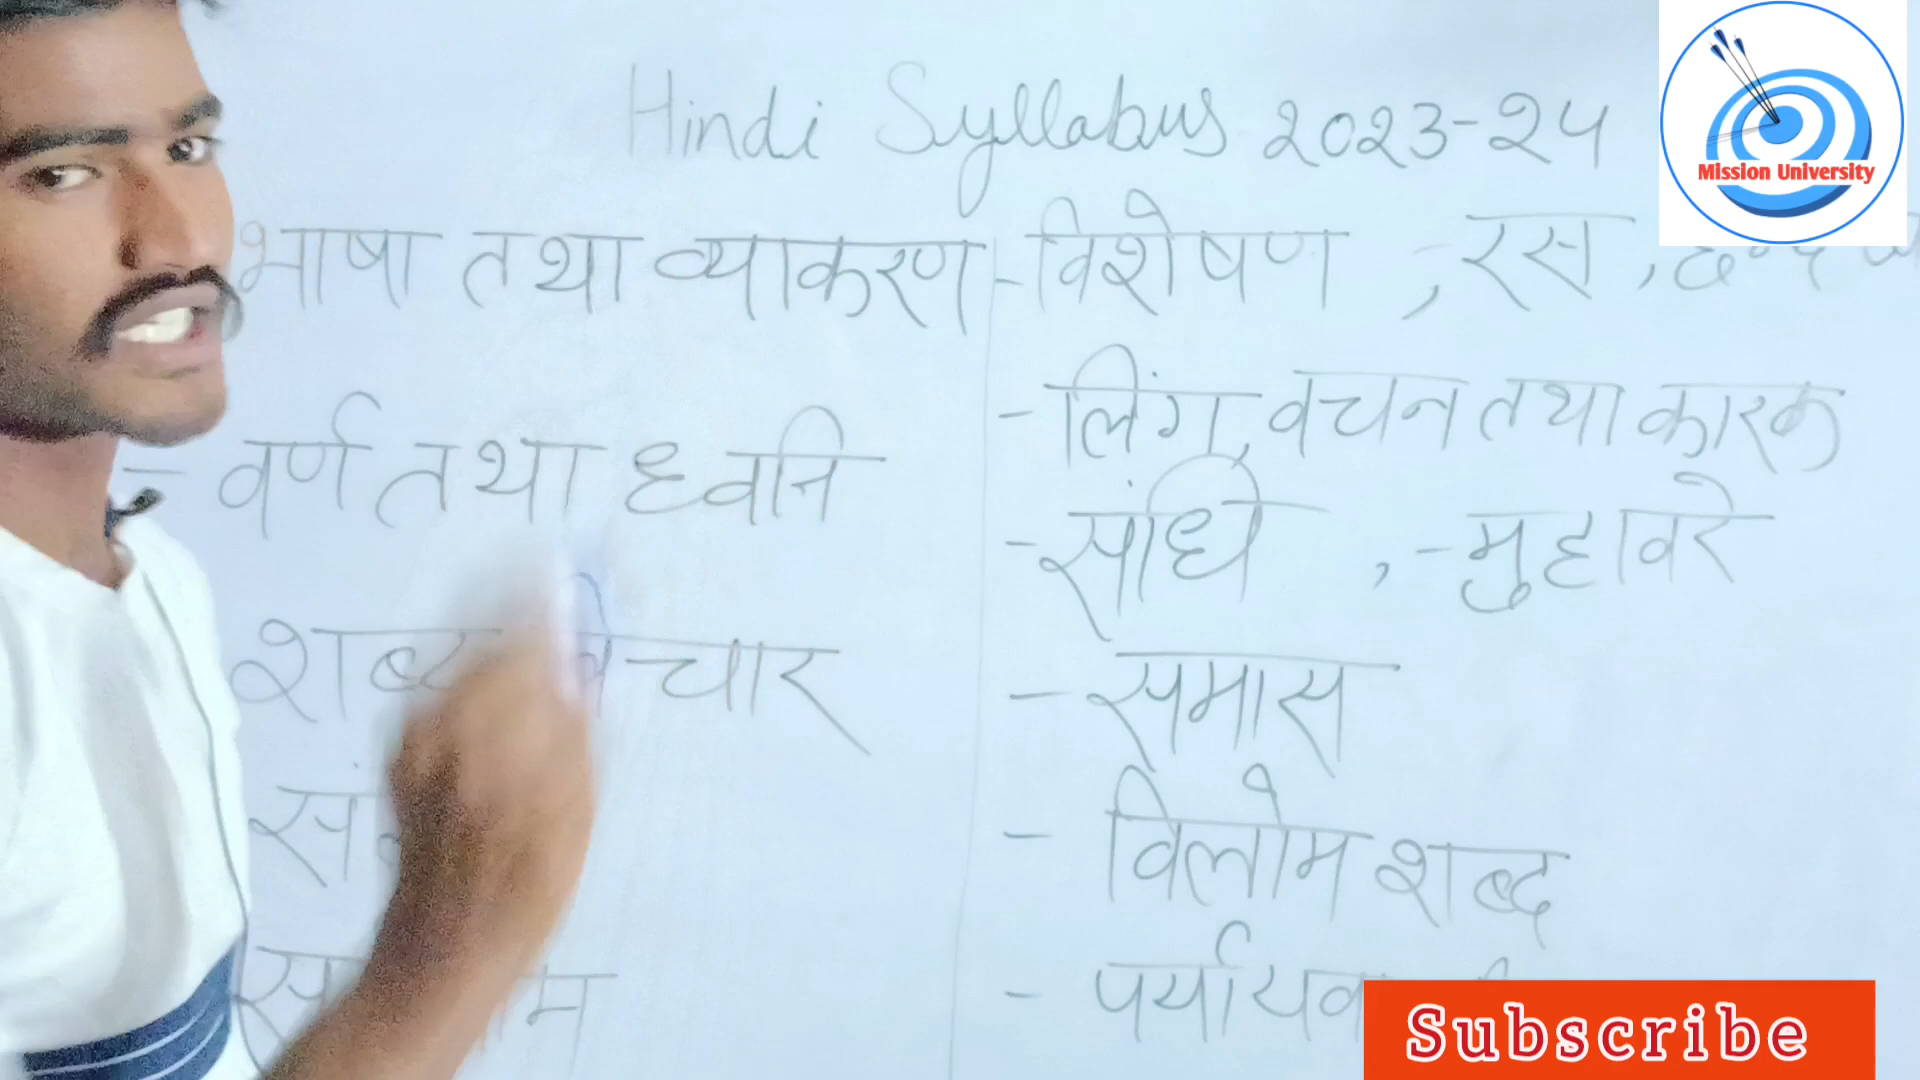 Hindi Syllabus 2023-24
Mission University
भाषा तथा व्याकरण
- वर्ण तथा ध्वनि
शब्द विचार
- विशेषण , रस ,
- लिंग, वचन तथा कारक
- संधि , - मुहावरे
- समास
- विलोम शब्द
-
Subscribe